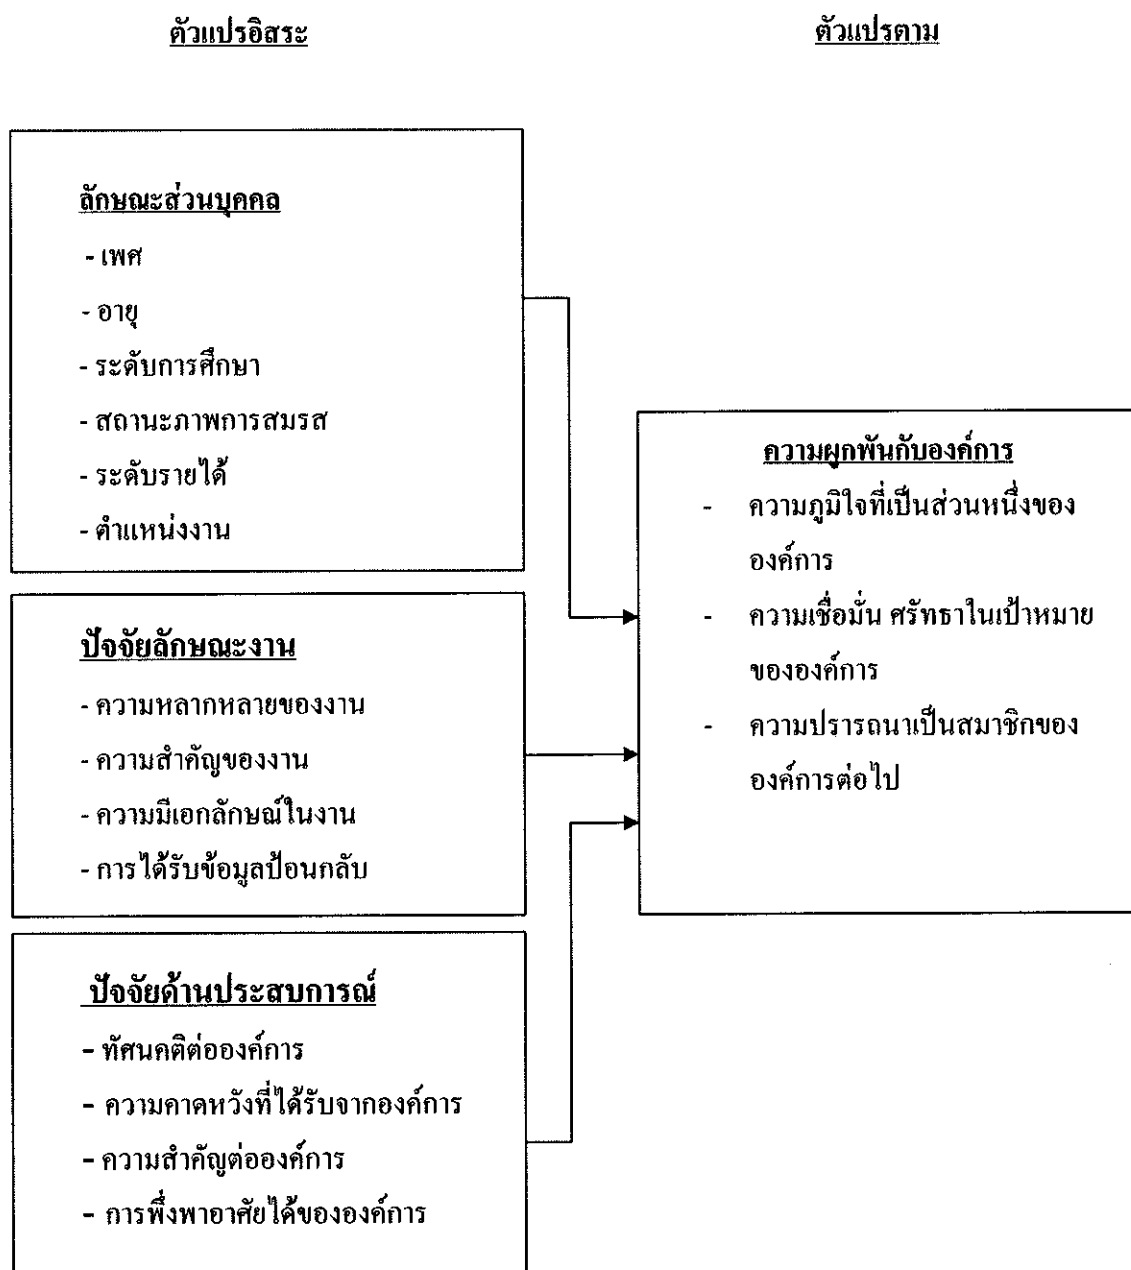 ตัวแปรอิสระ
ตัวแปรตาม
ลักษณะส่วนบุคคล
- เพศ
- อายุ
- ระดับการศึกษา
- สถานะภาพการสมรส
- ระดับรายได้
- ตำแหน่งงาน
ปัจจัยลักษณะงาน
- ความหลากหลายของงาน
- ความสำคัญของงาน
- ความมีเอกลักษณ์ในงาน
- การได้รับข้อมูลป้อนกลับ
ปัจจัยด้านประสบการณ์
- ทัศนคติต่อองค์การ
- ความคาดหวังที่ได้รับจากองค์การ
- ความสำคัญต่อองค์การ
- การพึ่งพาอาศัยได้ขององค์การ
ความผูกพันกับองค์การ
- ความภูมิใจที่เป็นส่วนหนึ่งของ
องค์การ
- ความเชื่อมั่น ศรัทธาในเป้าหมาย
ขององค์การ
- ความปรารถนาเป็นสมาชิกของ
องค์การต่อไป